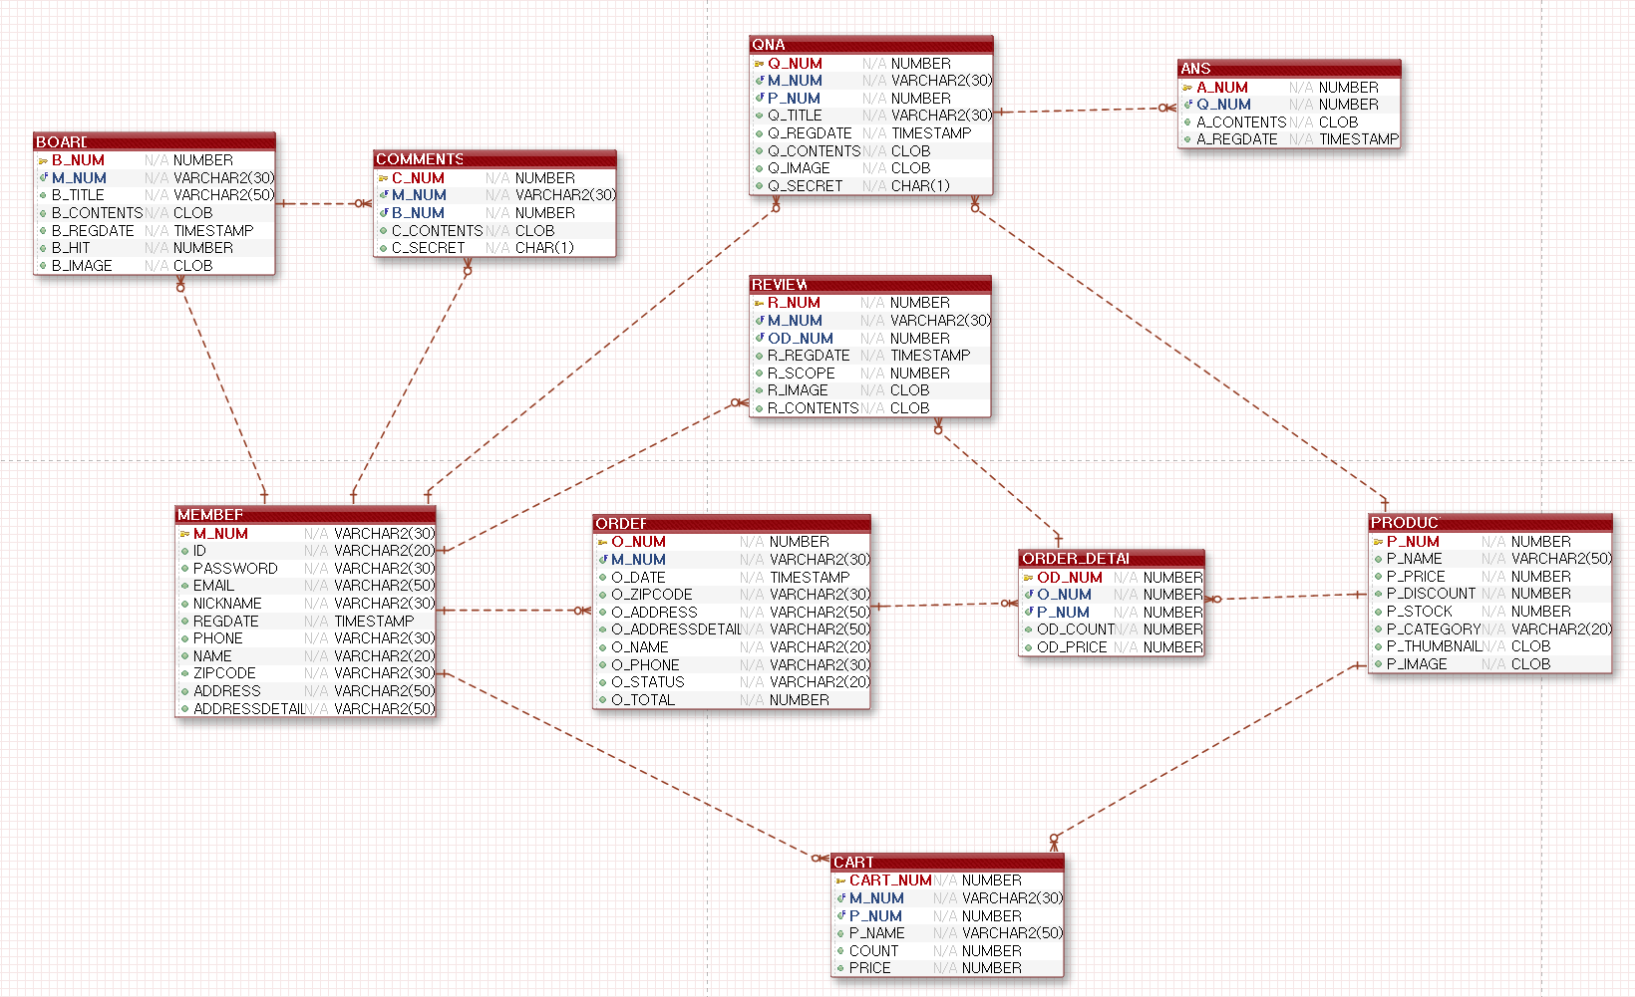 QNA
Q_NUM N/A NUMBER
M_NUM N/A VARCHAR2(30)
P_NUM N/A NUMBER
Q_TITLE N/A VARCHAR2(30)
Q_REGDATE N/A TIMESTAMP
Q_CONTENTS N/A CLOB
Q_IMAGE N/A CLOB
Q_SECRET N/A CHAR(1)
ANS
A_NUM N/A NUMBER
Q_NUM N/A NUMBER
A_CONTENTS N/A CLOB
A_REGDATE N/A TIMESTAMP
BOARD
B_NUM N/A NUMBER
M_NUM N/A VARCHAR2(30)
B_TITLE N/A VARCHAR2(50)
B_CONTENTS N/A CLOB
B_REGDATE N/A TIMESTAMP
B_HIT N/A NUMBER
B_IMAGE N/A CLOB
COMMENTS
C_NUM N/A NUMBER
M_NUM N/A VARCHAR2(30)
B_NUM N/A NUMBER
C_CONTENTS N/A CLOB
C_SECRET N/A CHAR(1)
REVIEW
R_NUM N/A NUMBER
M_NUM N/A VARCHAR2(30)
OD_NUM N/A NUMBER
R_REGDATE N/A TIMESTAMP
R_SCOPE N/A NUMBER
R_IMAGE N/A CLOB
R_CONTENTS N/A CLOB
MEMBER
M_NUM N/A VARCHAR2(30)
ID N/A VARCHAR2(20)
PASSWORD N/A VARCHAR2(30)
EMAIL N/A VARCHAR2(50)
NICKNAME N/A VARCHAR2(30)
REGDATE N/A TIMESTAMP
PHONE N/A VARCHAR2(30)
NAME N/A VARCHAR2(20)
ZIPCODE N/A VARCHAR2(30)
ADDRESS N/A VARCHAR2(50)
ADDRESSDETAIL N/A VARCHAR2(50)
ORDER
O_NUM N/A NUMBER
M_NUM N/A VARCHAR2(30)
O_DATE N/A TIMESTAMP
O_ZIPCODE N/A VARCHAR2(30)
O_ADDRESS N/A VARCHAR2(50)
O_ADDRESSDETAIL N/A VARCHAR2(50)
O_NAME N/A VARCHAR2(20)
O_PHONE N/A VARCHAR2(30)
O_STATUS N/A VARCHAR2(20)
O_TOTAL N/A NUMBER
ORDER_DETAI
OD_NUM N/A NUMBER
O_NUM N/A NUMBER
P_NUM N/A NUMBER
OD_COUNT N/A NUMBER
OD_PRICE N/A NUMBER
PRODUC
P_NUM N/A NUMBER
P_NAME N/A VARCHAR2(50)
P_PRICE N/A NUMBER
P_DISCOUNT N/A NUMBER
P_STOCK N/A NUMBER
P_CATEGORY N/A VARCHAR2(20)
P_THUMBNAIL N/A CLOB
P_IMAGE N/A CLOB
CART
CART_NUM N/A NUMBER
M_NUM N/A VARCHAR2(30)
P_NUM N/A NUMBER
P_NAME N/A VARCHAR2(50)
COUNT N/A NUMBER
PRICE N/A NUMBER